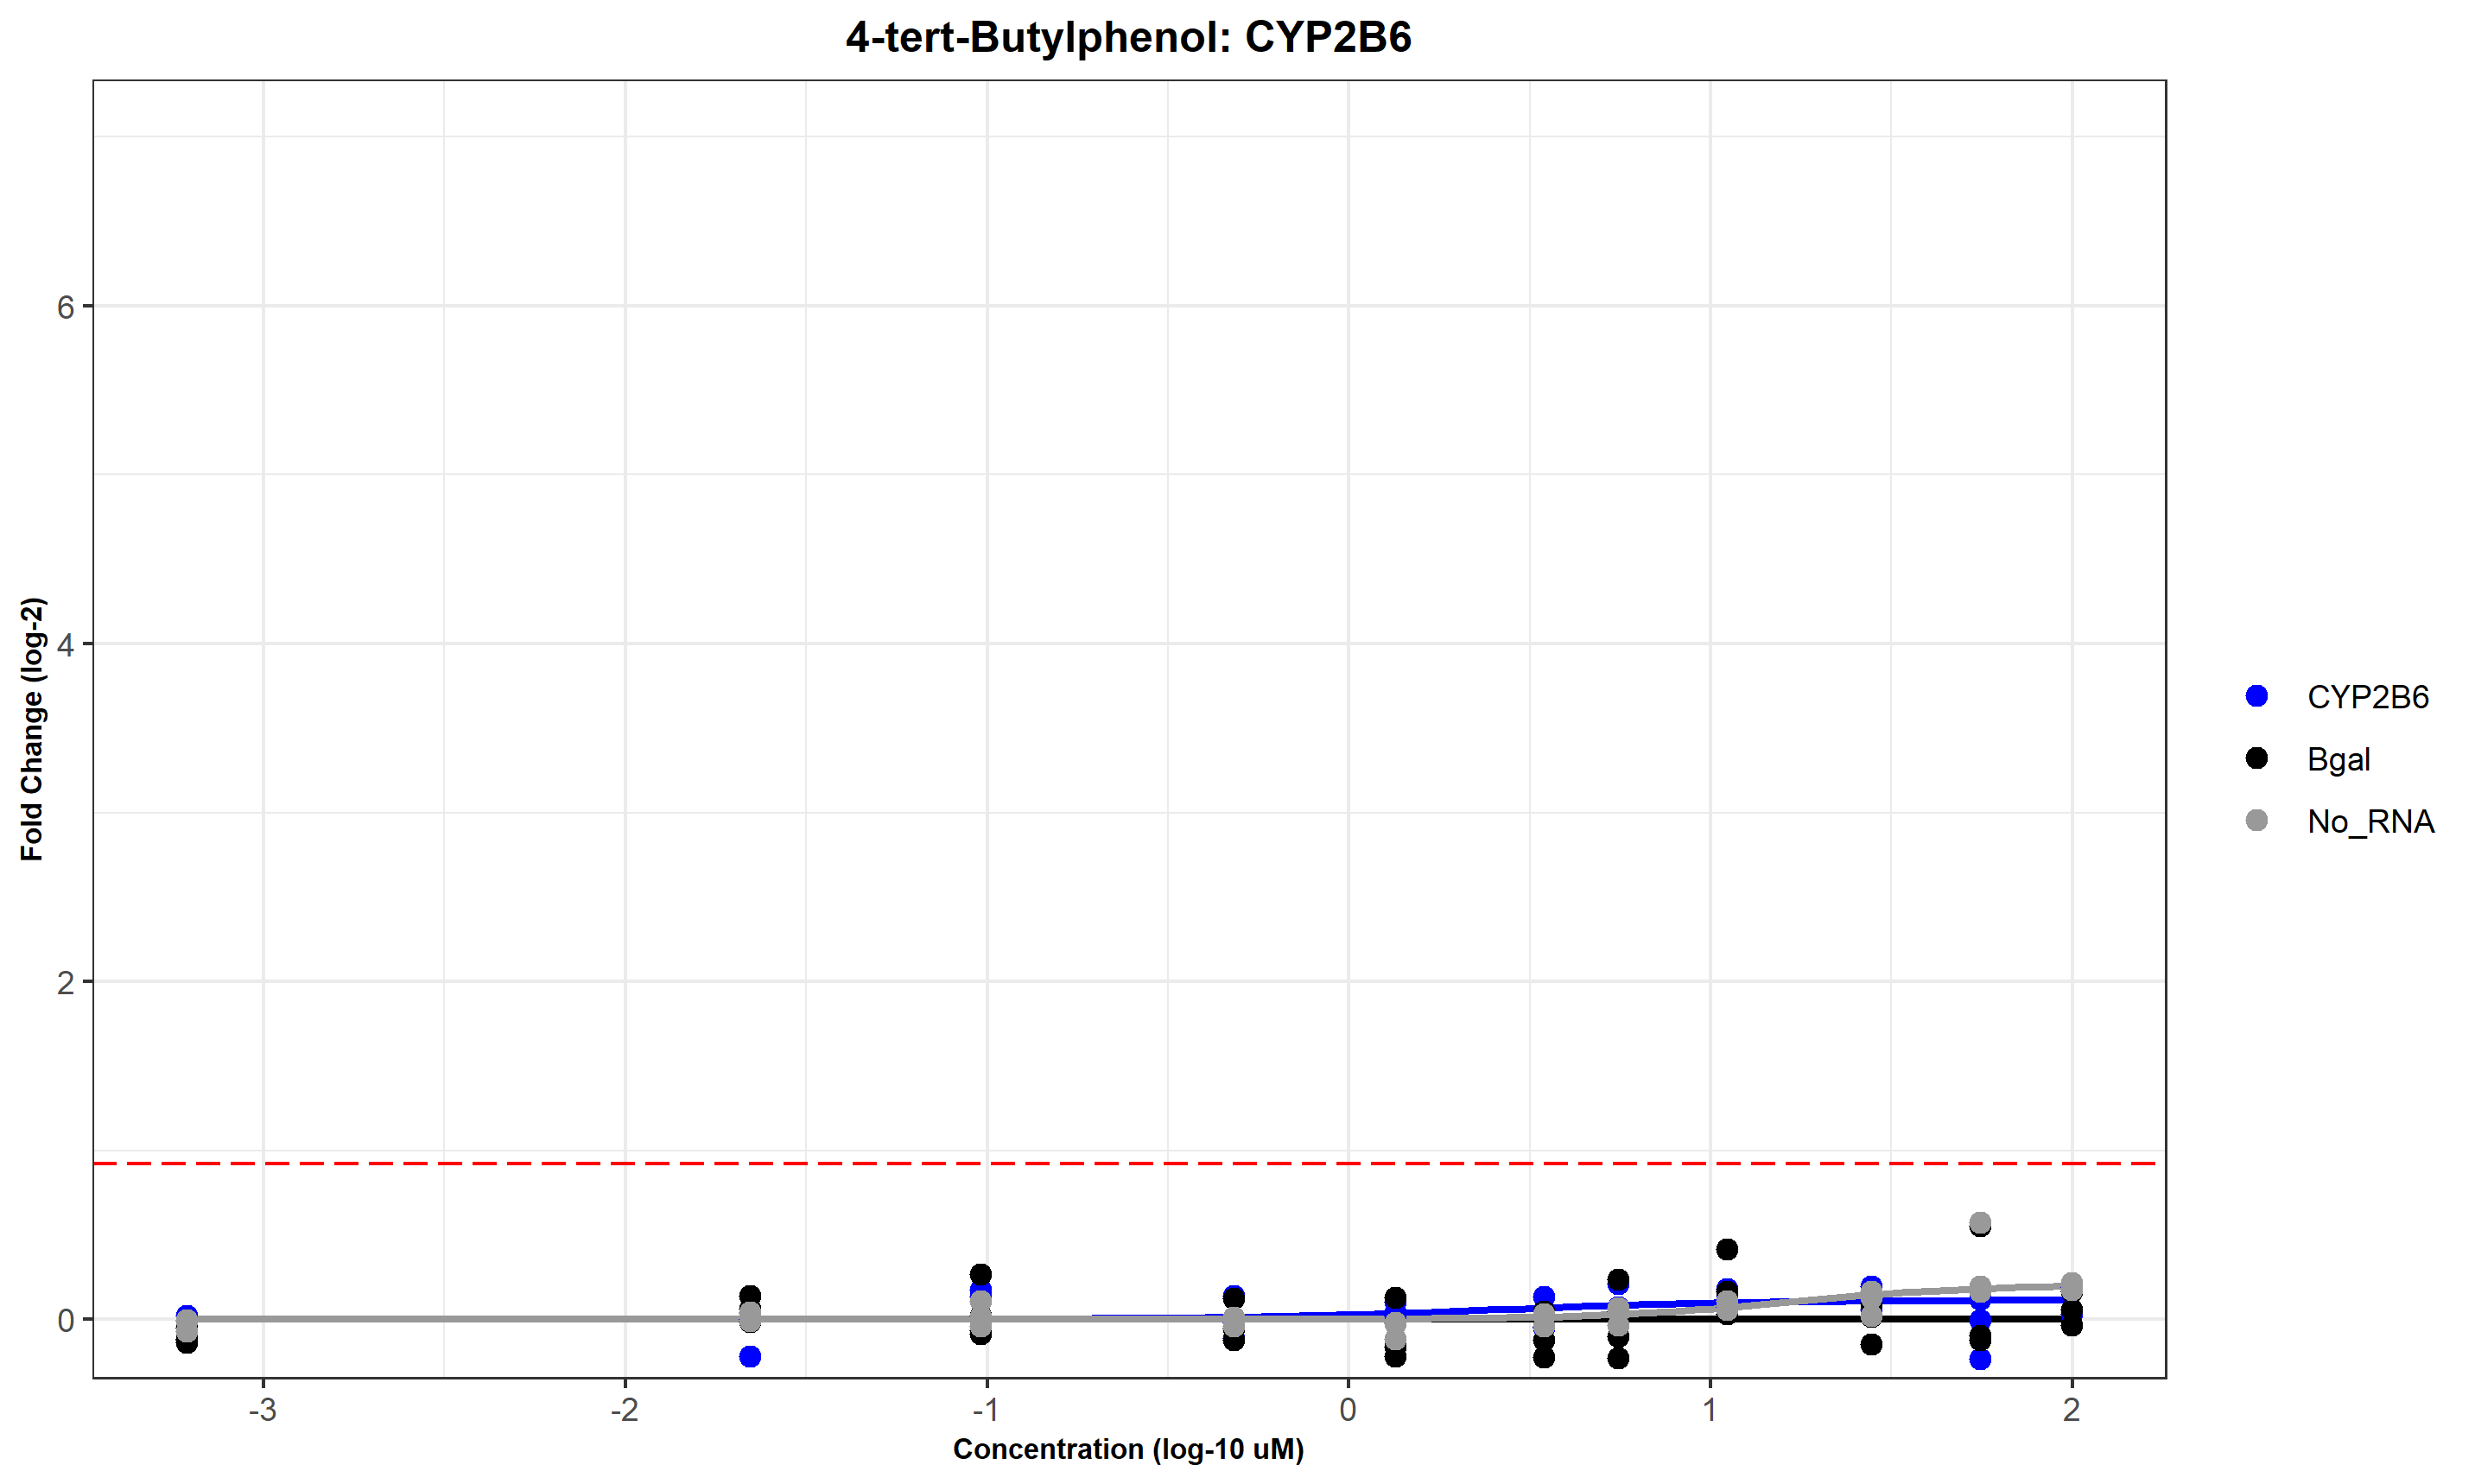 4-tert-Butylphenol: CYP2B6
Fold Change (log-2)
6
4
2
0
-3
-2
-1
0
1
2
Concentration (log-10 uM)
CYP2B6
Bgal
No_RNA